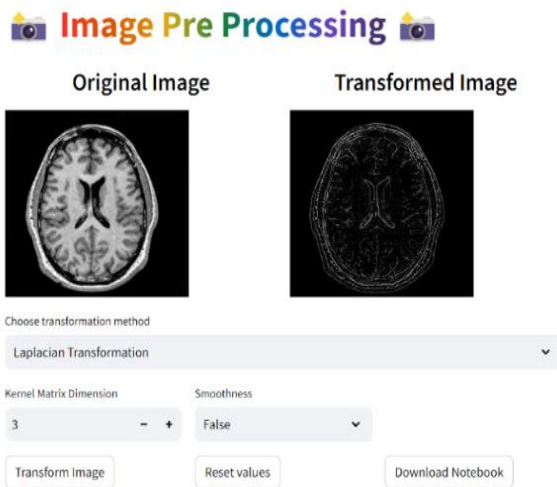 Image Pre Processing
Original Image
Transformed Image
Choose transformation method
Laplacian Transformation
Kernel Matrix Dimension
Smoothness
3 - +
False
Transform Image
Reset values
Download Notebook